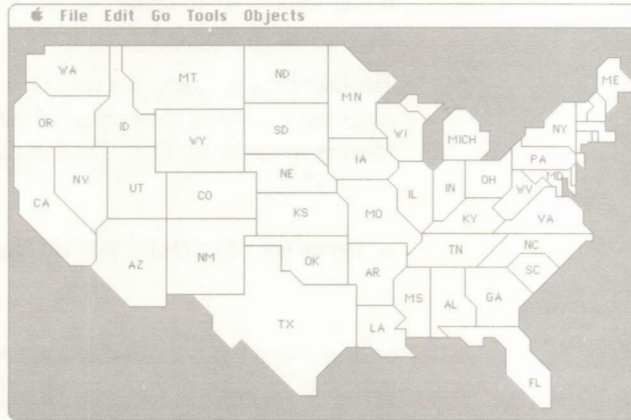 File Edit Go Tools Objects
WA MT ND MN ME
OR ID WY SD WI MICH NY
NV UT CO NE IA PA
CA KS MO IL IN OH WV MD
AZ NM OK KY VA
TX AR TN NC
MS AL GA SC
LA
FL